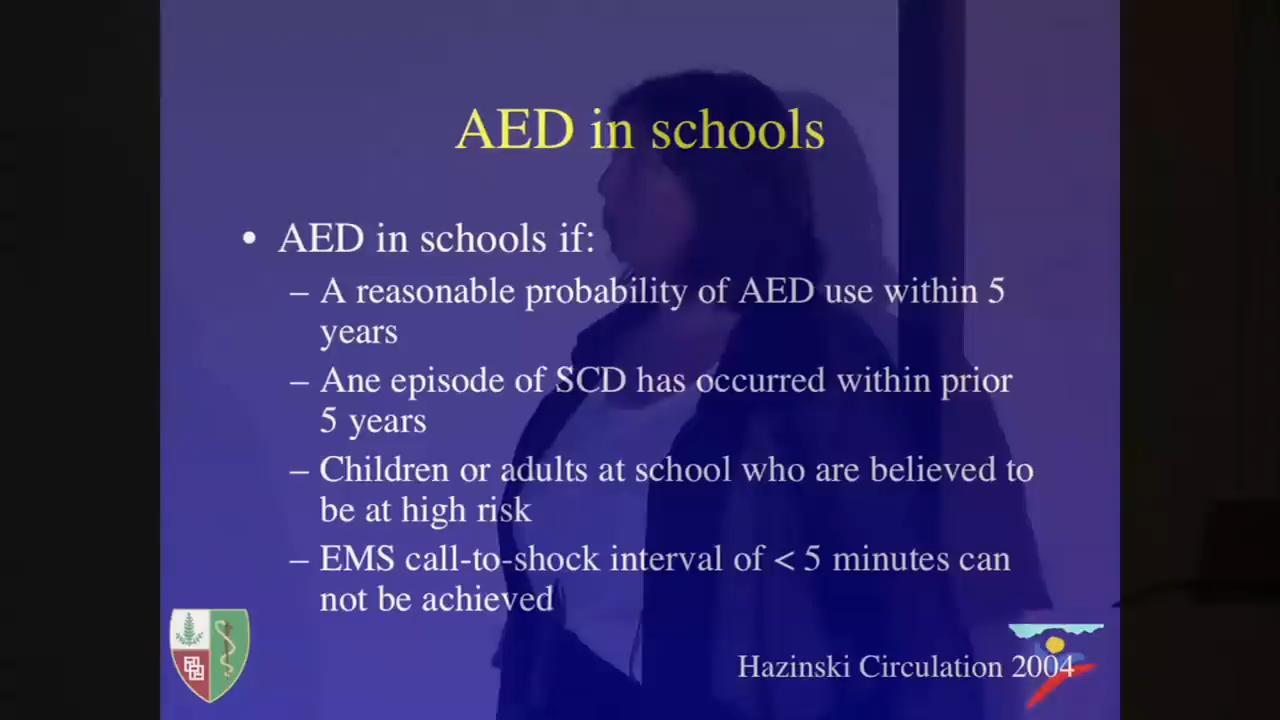 AED in schools
• AED in schools if:
– A reasonable probability of AED use within 5
years
– Ane episode of SCD has occurred within prior
5 years
– Children or adults at school who are believed to
be at high risk
– EMS call-to-shock interval of < 5 minutes can
not be achieved
Hazinski Circulation 2004